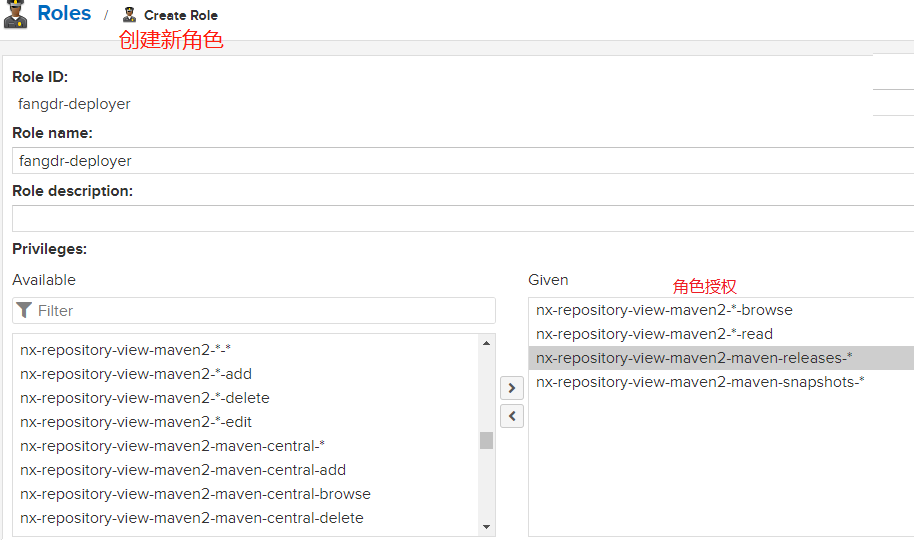 Roles / Create Role
创建新角色
Role ID:
fangdr-deployer
Role name:
fangdr-deployer
Role description:
Privileges:
Available
Filter
nx-repository-view-maven2-*-*
nx-repository-view-maven2-*-add
nx-repository-view-maven2-*-delete
nx-repository-view-maven2-*-edit
nx-repository-view-maven2-maven-central-*
nx-repository-view-maven2-maven-central-add
nx-repository-view-maven2-maven-central-browse
nx-repository-view-maven2-maven-central-delete
Given
角色授权
nx-repository-view-maven2-*-browse
nx-repository-view-maven2-*-read
nx-repository-view-maven2-maven-releases-*
nx-repository-view-maven2-maven-snapshots-*